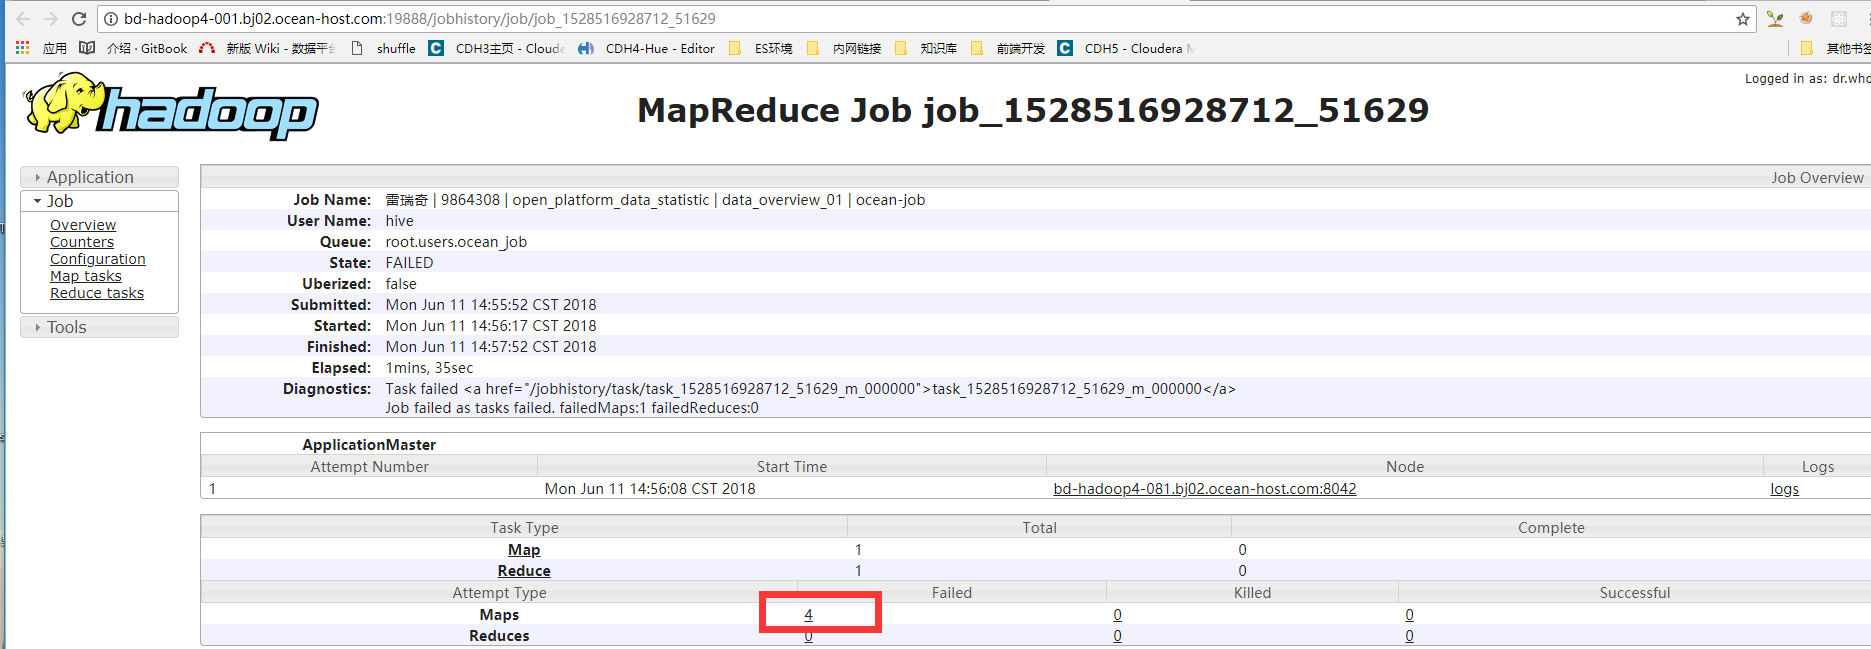 bd-hadoop4-001.bj02.ocean-host.com:19888/jobhistory/job/job_1528516928712_51629
应用 介绍 · GitBook 新版 Wiki - 数据平台 shuffle CDH3主页 - Cloude CDH4-Hue - Editor ES环境 内网链接 知识库 前端开发 CDH5 - Cloudera 其他书签
Logged in as: dr.who
hadoop
MapReduce Job job_1528516928712_51629
Application
Job
Overview
Counters
Configuration
Map tasks
Reduce tasks
Tools
Job Overview
Job Name: 雷瑞奇 | 9864308 | open_platform_data_statistic | data_overview_01 | ocean-job
User Name: hive
Queue: root.users.ocean_job
State: FAILED
Uberized: false
Submitted: Mon Jun 11 14:55:52 CST 2018
Started: Mon Jun 11 14:56:17 CST 2018
Finished: Mon Jun 11 14:57:52 CST 2018
Elapsed: 1mins, 35sec
Diagnostics: Task failed <a href="/jobhistory/task/task_1528516928712_51629_m_000000">task_1528516928712_51629_m_000000</a>
Job failed as tasks failed. failedMaps:1 failedReduces:0
ApplicationMaster
Attempt Number Start Time Node Logs
1 Mon Jun 11 14:56:08 CST 2018 bd-hadoop4-081.bj02.ocean-host.com:8042 logs
Task Type Total Complete
Map 1 0
Reduce 1 0
Attempt Type Failed Killed Successful
Maps 4 0 0
Reduces 0 0 0